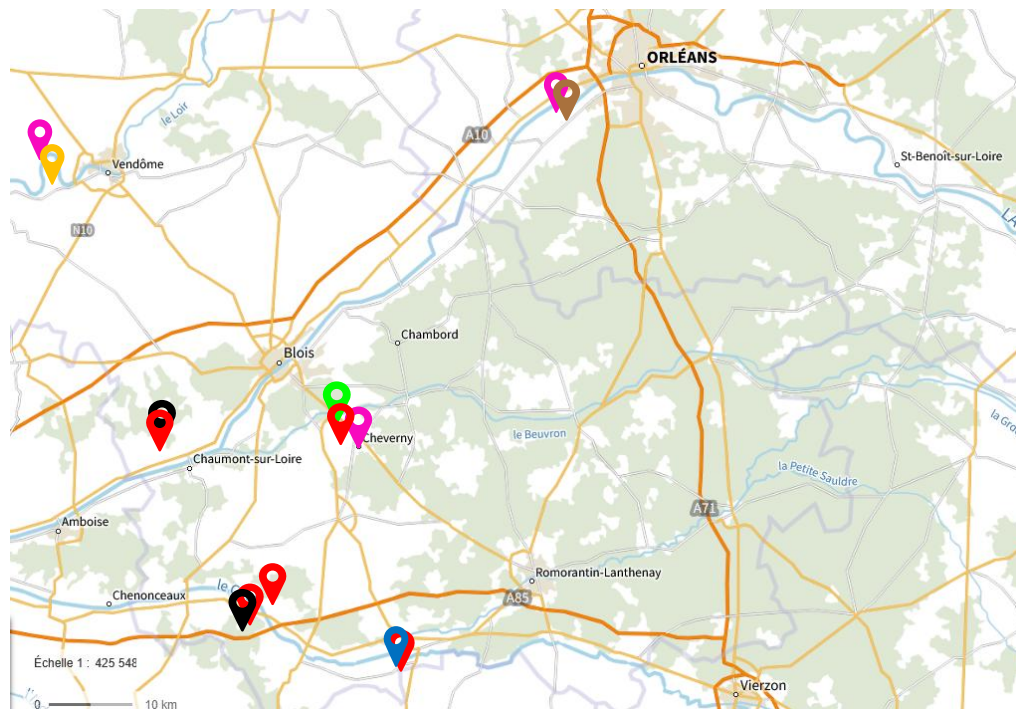 ORLÉANS
le Loir
A10
Vendôme
St-Benoît-sur-Loire
N10
Chambord
Blois
le Beuvron
Cheverny
Chaumont-sur-Loire
la Petite Sauldre
A71
Amboise
Romorantin-Lanthenay
Chenonceaux
A85
Échelle 1 : 425 548
Vierzon
0 10 km